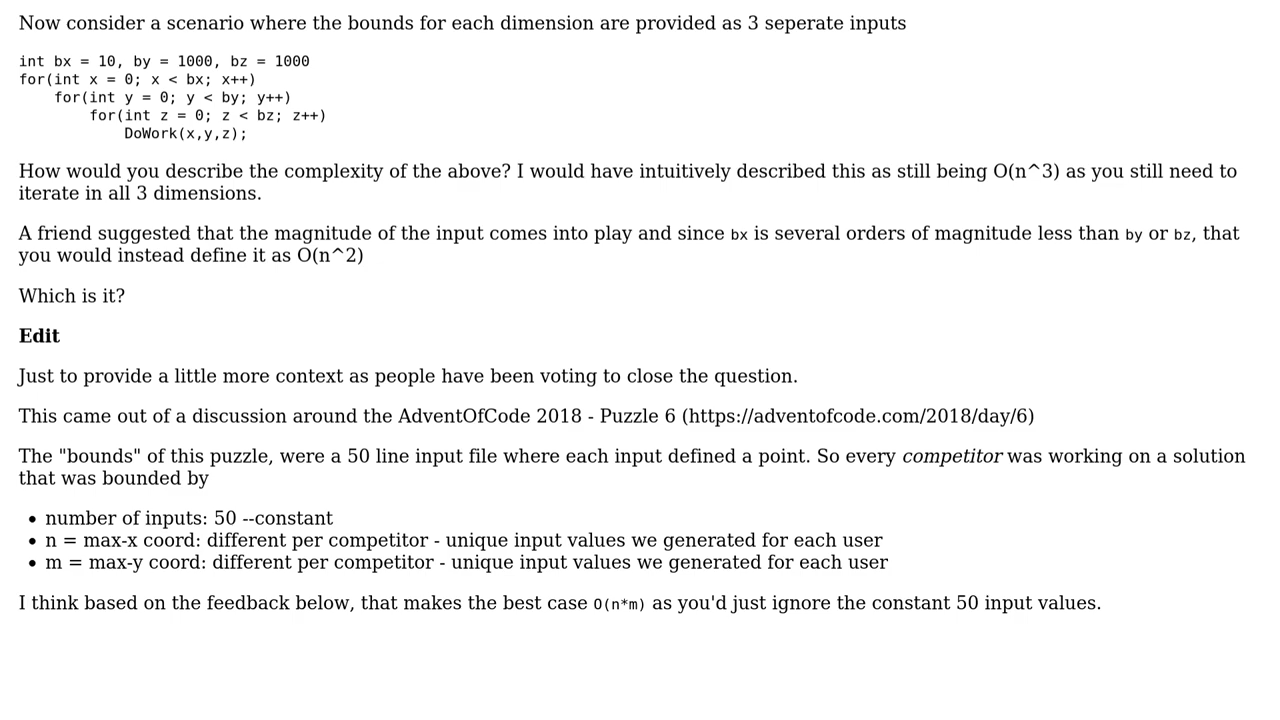 Now consider a scenario where the bounds for each dimension are provided as 3 seperate inputs
int bx = 10, by = 1000, bz = 1000
for(int x = 0; x < bx; x++)
    for(int y = 0; y < by; y++)
        for(int z = 0; z < bz; z++)
            DoWork(x,y,z);
How would you describe the complexity of the above? I would have intuitively described this as still being O(n^3) as you still need to
iterate in all 3 dimensions.
A friend suggested that the magnitude of the input comes into play and since bx is several orders of magnitude less than by or bz, that
you would instead define it as O(n^2)
Which is it?
Edit
Just to provide a little more context as people have been voting to close the question.
This came out of a discussion around the AdventOfCode 2018 - Puzzle 6 (https://adventofcode.com/2018/day/6)
The "bounds" of this puzzle, were a 50 line input file where each input defined a point. So every competitor was working on a solution
that was bounded by
• number of inputs: 50 --constant
• n = max-x coord: different per competitor - unique input values we generated for each user
• m = max-y coord: different per competitor - unique input values we generated for each user
I think based on the feedback below, that makes the best case O(n*m) as you'd just ignore the constant 50 input values.